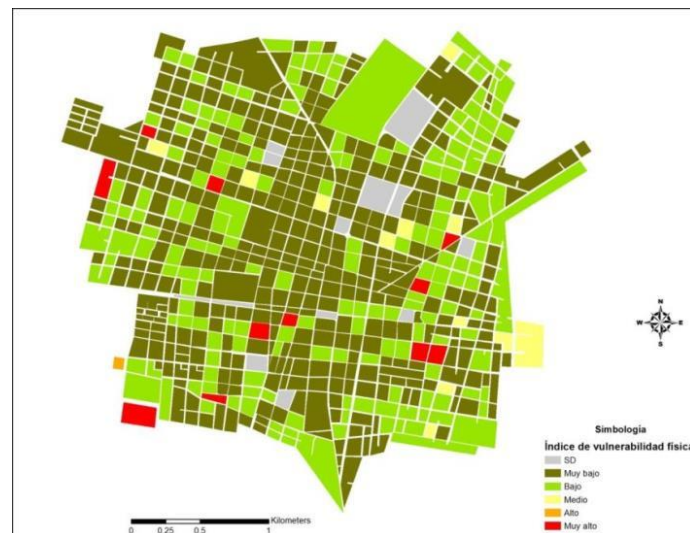 N
W E
S
Simbología
Índice de vulnerabilidad física
SD
Muy bajo
Bajo
Medio
Alto
Muy alto
Kilometers
0 0.25 0.5 1